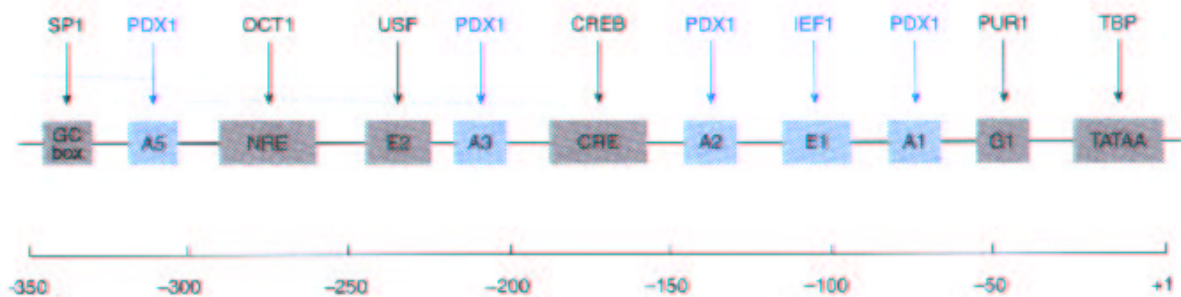 SP1 PDX1 OCT1 USF PDX1 CREB PDX1 IEF1 PDX1 PUR1 TBP
GC box A5 NRE E2 A3 CRE A2 E1 A1 G1 TATAA
-350 -300 -250 -200 -150 -100 -50 +1